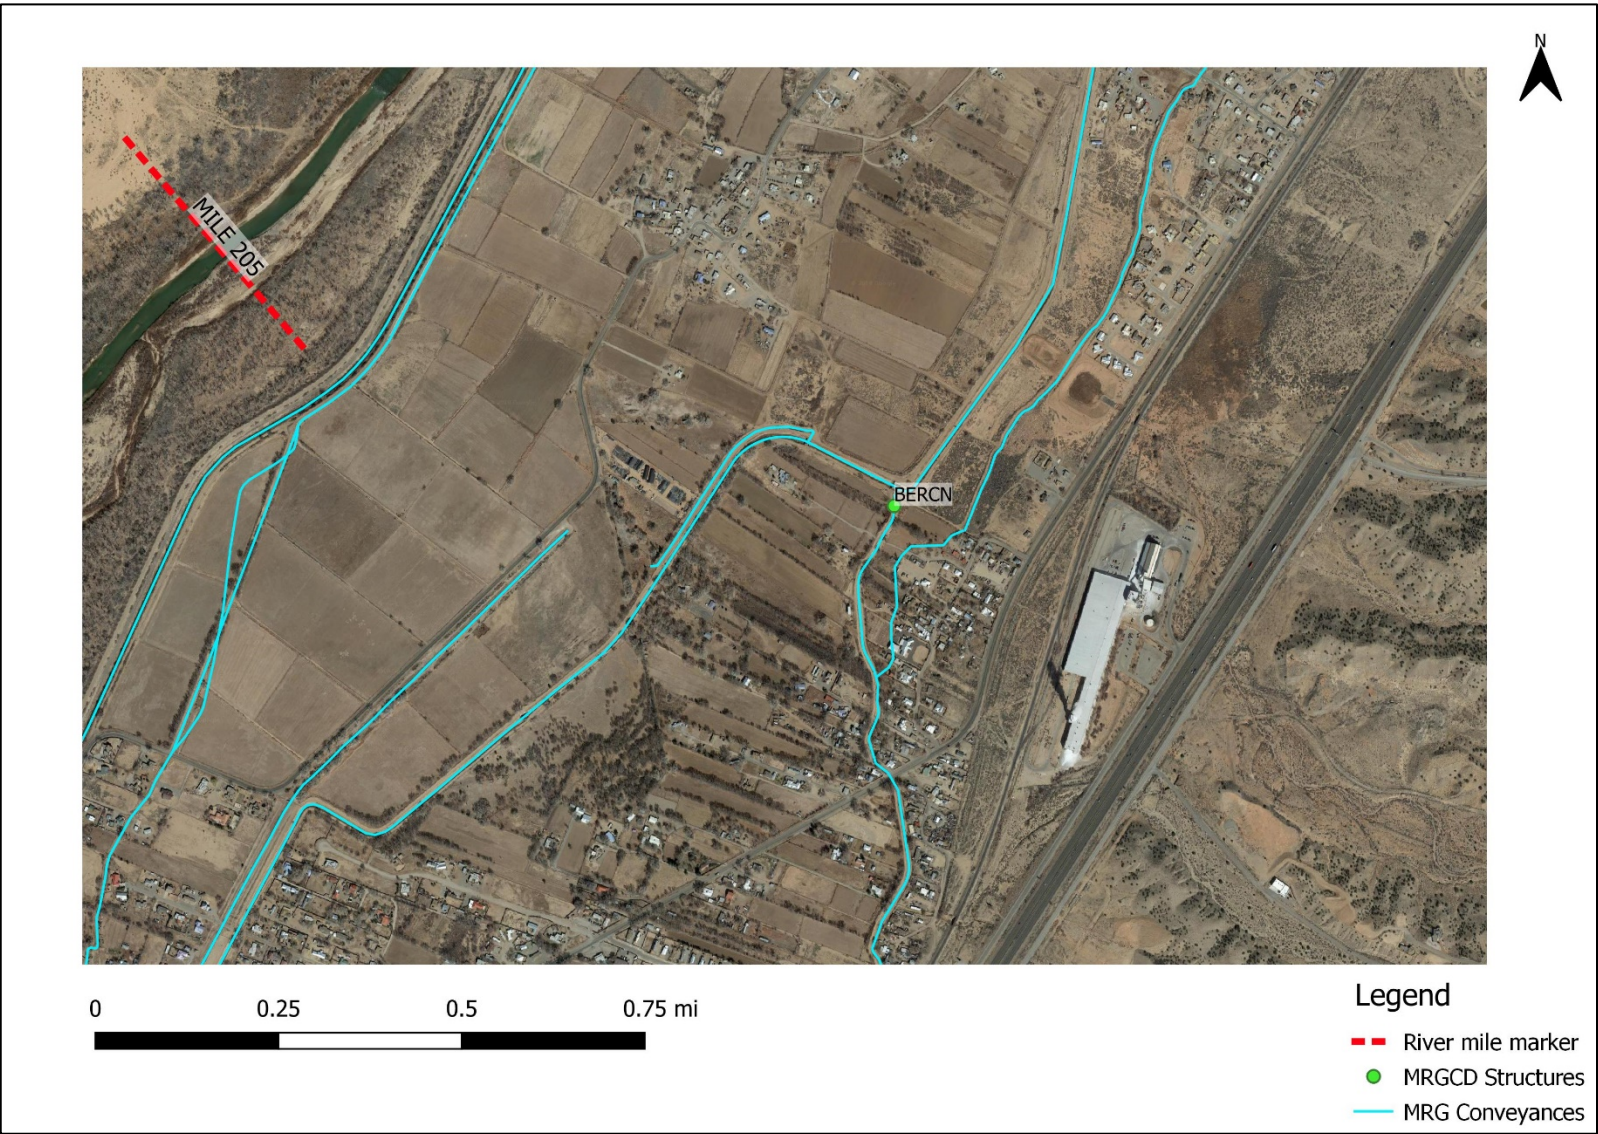 N
MILE 205
BERCN
0 0.25 0.5 0.75 mi
Legend
River mile marker
MRGCD Structures
MRG Conveyances